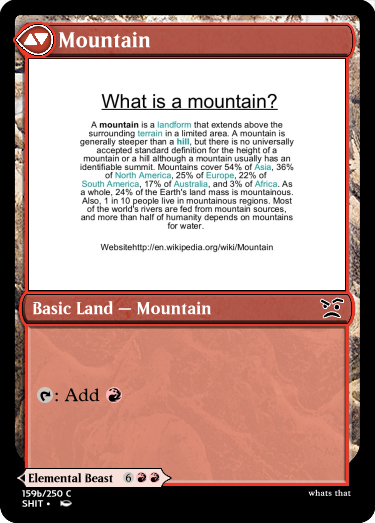 Mountain
What is a mountain?
A mountain is a landform that extends above the
surrounding terrain in a limited area. A mountain is
generally steeper than a hill, but there is no universally
accepted standard definition for the height of a
mountain or a hill although a mountain usually has an
identifiable summit. Mountains cover 54% of Asia, 36%
of North America, 25% of Europe, 22% of
South America, 17% of Australia, and 3% of Africa. As
a whole, 24% of the Earth's land mass is mountainous.
Also, 1 in 10 people live in mountainous regions. Most
of the world's rivers are fed from mountain sources,
and more than half of humanity depends on mountains
for water.
Websitehttp://en.wikipedia.org/wiki/Mountain
Basic Land — Mountain
: Add
Elemental Beast 6
159b/250 C
SHIT •
whats that